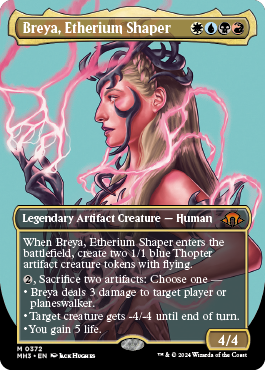 Breya, Etherium Shaper
Legendary Artifact Creature — Human
When Breya, Etherium Shaper enters the
battlefield, create two 1/1 blue Thopter
artifact creature tokens with flying.
2, Sacrifice two artifacts: Choose one —
• Breya deals 3 damage to target player or
planeswalker.
• Target creature gets -4/-4 until end of turn.
• You gain 5 life.
4/4
M 0372
MH3 • EN Jack Hughes
™ & © 2024 Wizards of the Coast